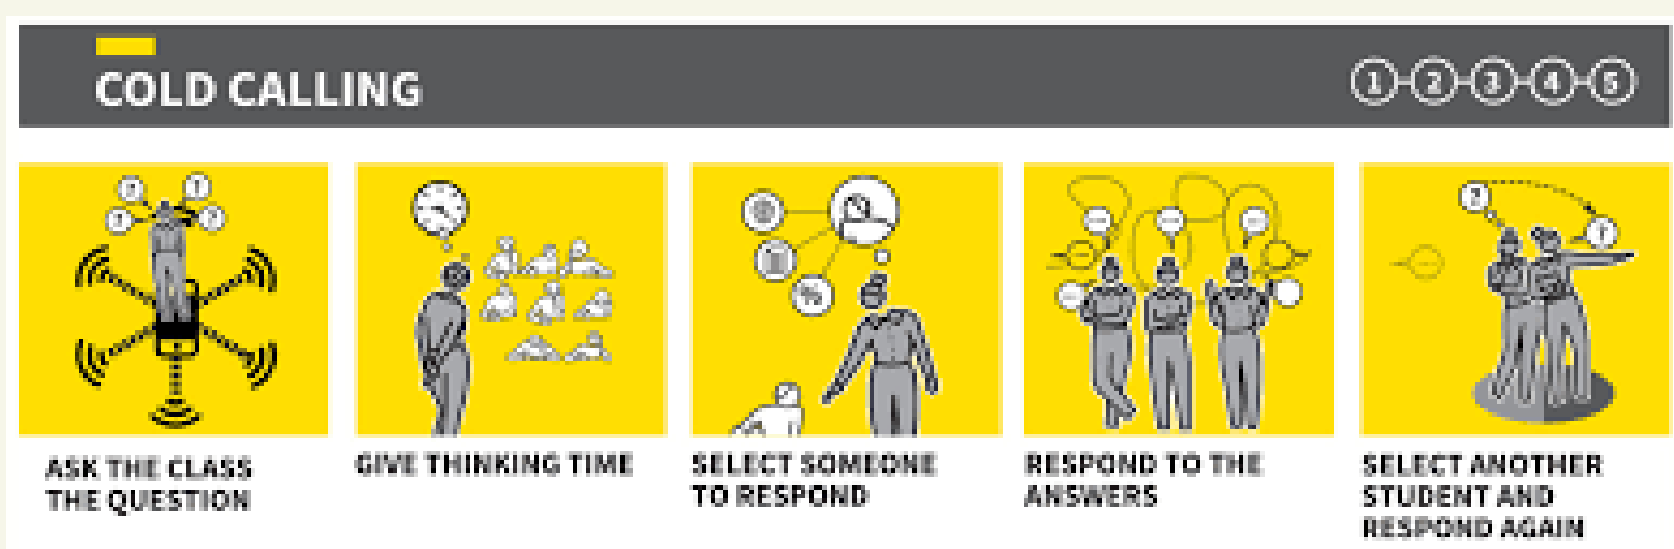 COLD CALLING
1 2 3 4 5
ASK THE CLASS
THE QUESTION
GIVE THINKING TIME
SELECT SOMEONE
TO RESPOND
RESPOND TO THE
ANSWERS
SELECT ANOTHER
STUDENT AND
RESPOND AGAIN